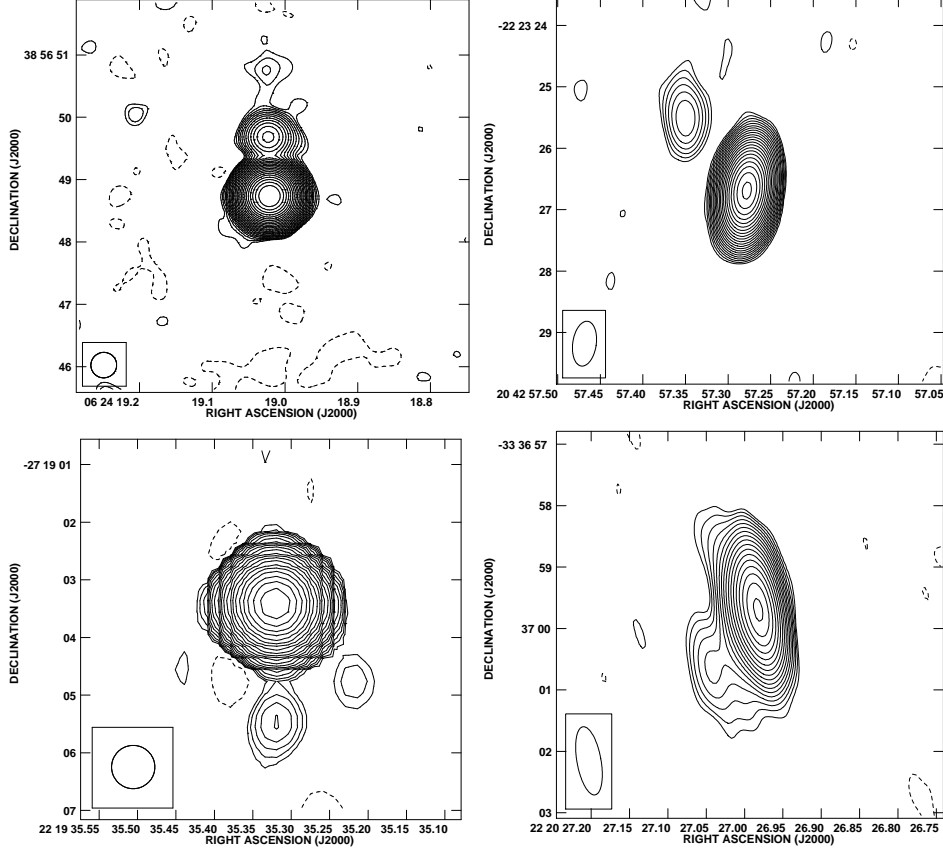 38 56 51
50
49
48
47
46
DECLINATION (J2000)
06 24 19.2 19.1 19.0 18.9 18.8
RIGHT ASCENSION (J2000)
-22 23 24
25
26
27
28
29
DECLINATION (J2000)
20 42 57.50 57.45 57.40 57.35 57.30 57.25 57.20 57.15 57.10 57.05
RIGHT ASCENSION (J2000)
-27 19 01
02
03
04
05
06
07
DECLINATION (J2000)
22 19 35.55 35.50 35.45 35.40 35.35 35.30 35.25 35.20 35.15 35.10
RIGHT ASCENSION (J2000)
-33 36 57
58
59
37 00
01
02
03
DECLINATION (J2000)
22 20 27.20 27.15 27.10 27.05 27.00 26.95 26.90 26.85 26.80 26.75
RIGHT ASCENSION (J2000)